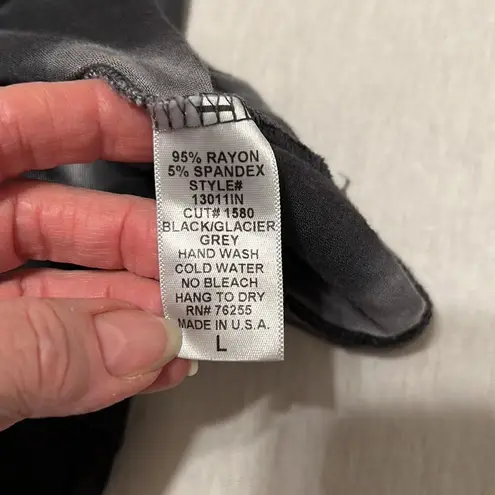 95% RAYON
5% SPANDEX
STYLE#
13011IN
CUT# 1580
BLACK/GLACIER
GREY
HAND WASH
COLD WATER
NO BLEACH
HANG TO DRY
RN# 76255
MADE IN U.S.A.
L